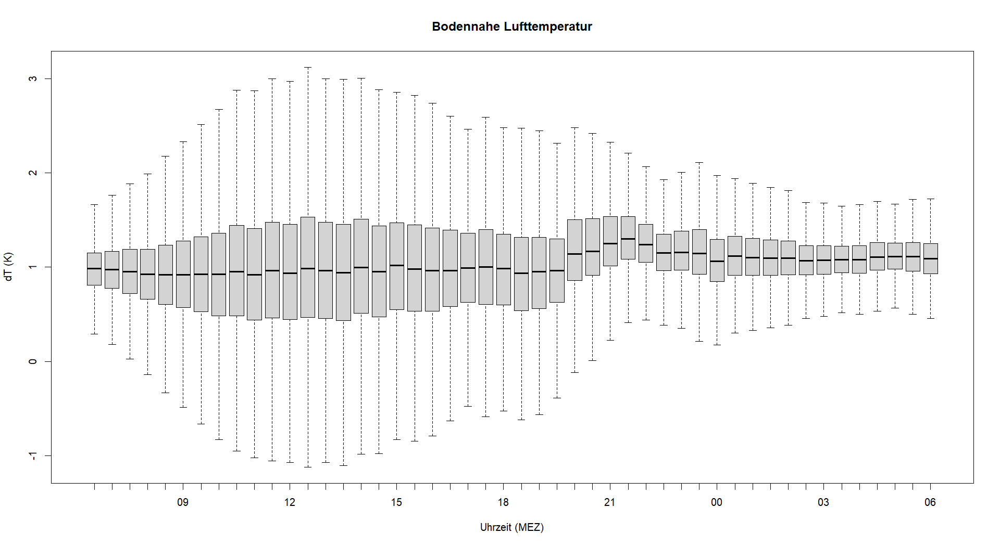 Bodennahe Lufttemperatur
dT (K)
3
2
1
0
-1
09 12 15 18 21 00 03 06
Uhrzeit (MEZ)